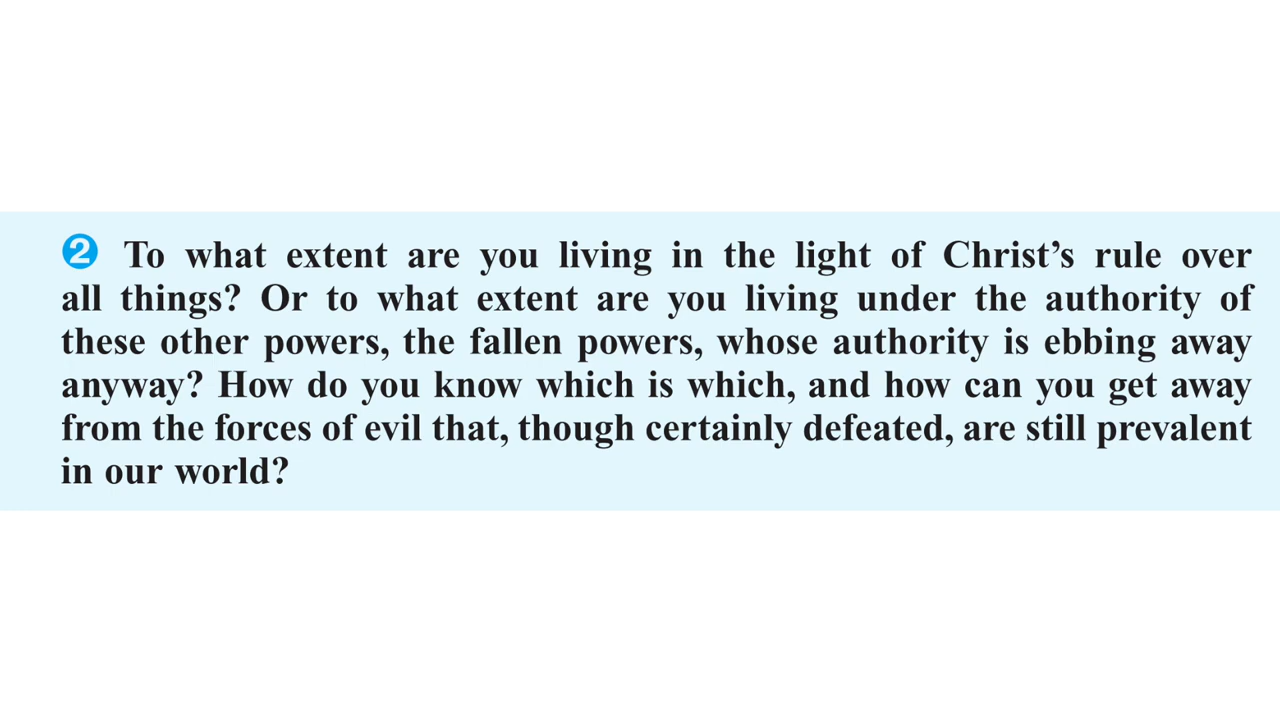 2 To what extent are you living in the light of Christ’s rule over
all things? Or to what extent are you living under the authority of
these other powers, the fallen powers, whose authority is ebbing away
anyway? How do you know which is which, and how can you get away
from the forces of evil that, though certainly defeated, are still prevalent
in our world?